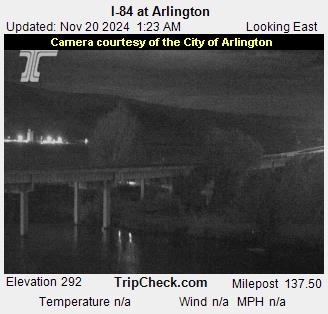 I-84 at Arlington
Updated: Nov 20 2024 1:23 AM Looking East
Camera courtesy of the City of Arlington
Elevation 292 TripCheck.com Milepost 137.50
Temperature n/a Wind n/a MPH n/a